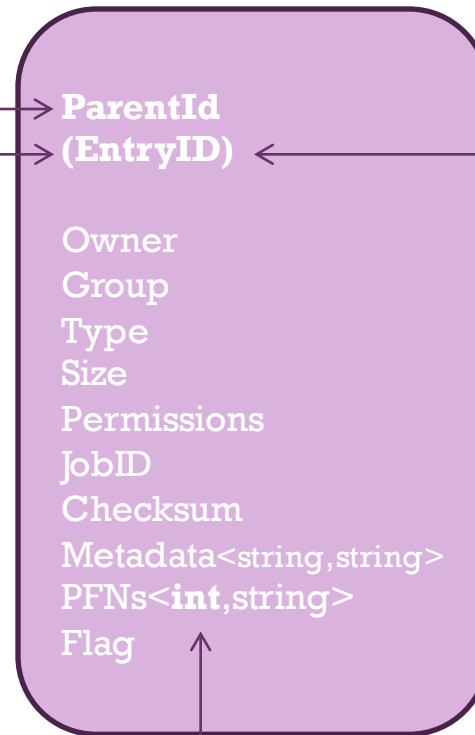 ParentId
(EntryID)
Owner
Group
Type
Size
Permissions
JobID
Checksum
Metadata<string,string>
PFNs<int,string>
Flag